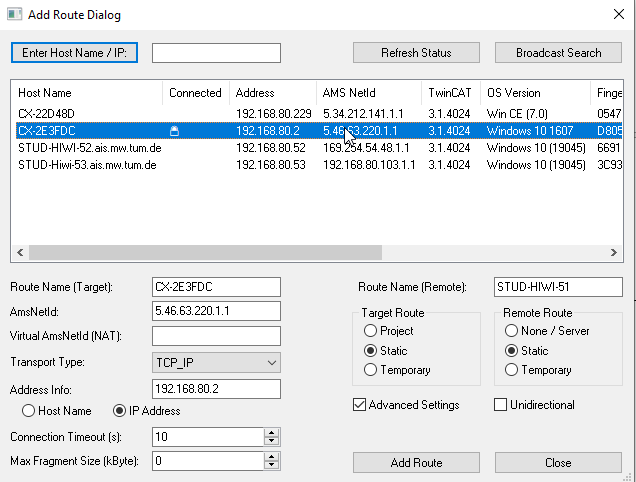 Add Route Dialog
Enter Host Name / IP: Refresh Status Broadcast Search
Host Name Connected Address AMS NetId TwinCAT OS Version Finge
CX-22D48D 192.168.80.229 5.34.212.141.1.1 3.1.4024 Win CE (7.0) 0547
CX-2E3FDC 192.168.80.2 5.46.63.220.1.1 3.1.4024 Windows 10 1607 D805
STUD-HIWI-52.ais.mw.tum.de 192.168.80.52 169.254.54.48.1.1 3.1.4024 Windows 10 (19045) 6691
STUD-Hiwi-53.ais.mw.tum.de 192.168.80.53 192.168.80.103.1.1 3.1.4024 Windows 10 (19045) 3C93
Route Name (Target): CX-2E3FDC Route Name (Remote): STUD-HIWI-51
AmsNetId: 5.46.63.220.1.1 Target Route Remote Route
Virtual AmsNetId (NAT): Project None / Server
Transport Type: TCP_IP Static Static
Address Info: 192.168.80.2 Temporary Temporary
Host Name IP Address Advanced Settings Unidirectional
Connection Timeout (s): 10
Max Fragment Size (kByte): 0 Add Route Close